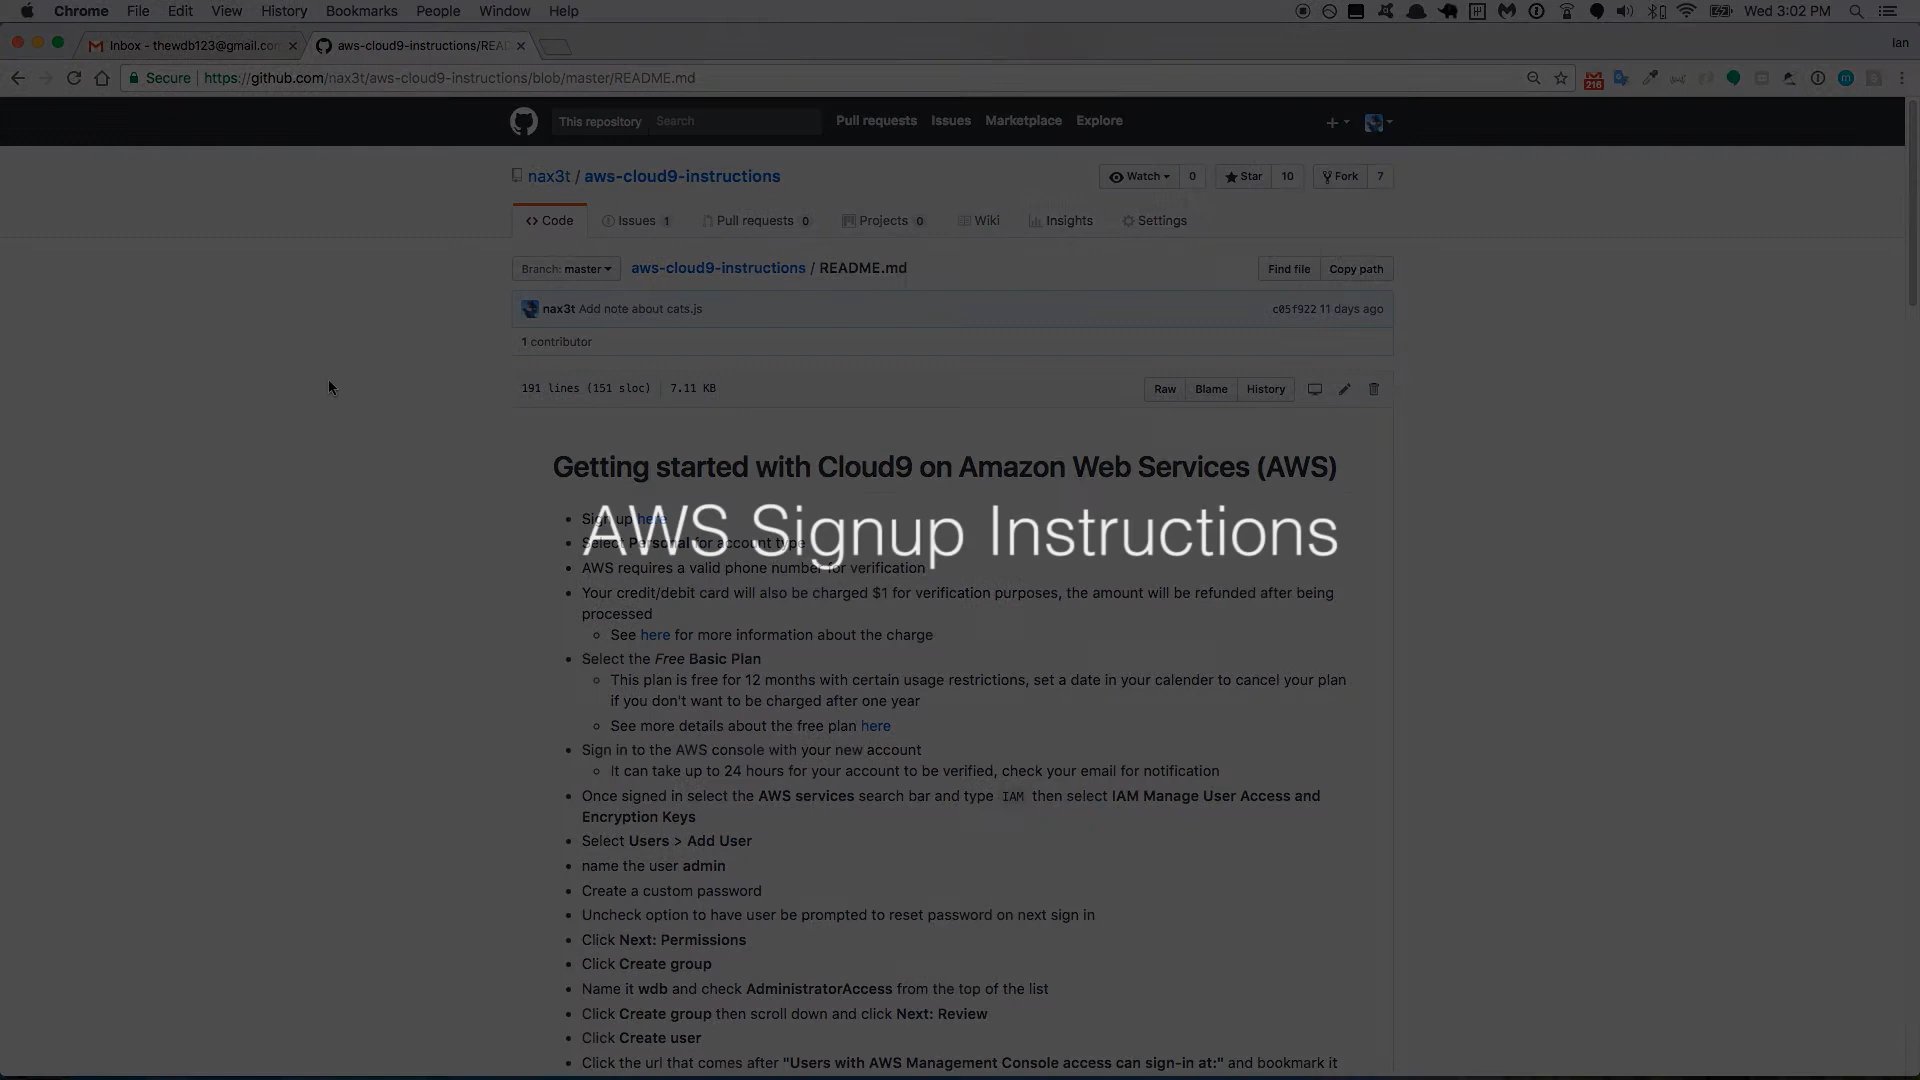 Chrome File Edit View History Bookmarks People Window Help Wed 3:02 PM
Inbox - thewdb123@gmail.con aws-cloud9-instructions/READ Ian
Secure https://github.com/nax3t/aws-cloud9-instructions/blob/master/README.md 216
This repository Search Pull requests Issues Marketplace Explore
nax3t / aws-cloud9-instructions Watch 0 Star 10 Fork 7
Code Issues 1 Pull requests 0 Projects 0 Wiki Insights Settings
Branch: master aws-cloud9-instructions / README.md Find file Copy path
nax3t Add note about cats.js c05f922 11 days ago
1 contributor
191 lines (151 sloc) 7.11 KB Raw Blame History
Getting started with Cloud9 on Amazon Web Services (AWS)
Sign up here
AWS Signup Instructions
Select Personal for account type
AWS requires a valid phone number for verification
Your credit/debit card will also be charged $1 for verification purposes, the amount will be refunded after being
processed
See here for more information about the charge
Select the Free Basic Plan
This plan is free for 12 months with certain usage restrictions, set a date in your calender to cancel your plan
if you don't want to be charged after one year
See more details about the free plan here
Sign in to the AWS console with your new account
It can take up to 24 hours for your account to be verified, check your email for notification
Once signed in select the AWS services search bar and type IAM then select IAM Manage User Access and
Encryption Keys
Select Users > Add User
name the user admin
Create a custom password
Uncheck option to have user be prompted to reset password on next sign in
Click Next: Permissions
Click Create group
Name it wdb and check AdministratorAccess from the top of the list
Click Create group then scroll down and click Next: Review
Click Create user
Click the url that comes after "Users with AWS Management Console access can sign-in at:" and bookmark it